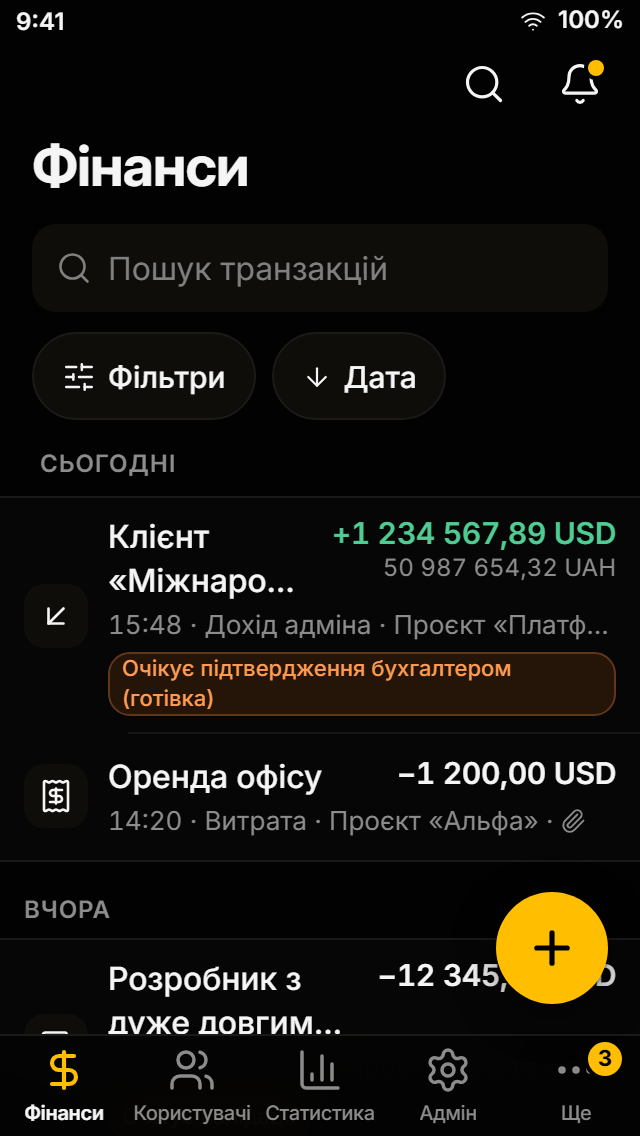 9:41
100%
Фінанси
Пошук транзакцій
Фільтри
Дата
СЬОГОДНІ
Клієнт «Міжнаро...
+1 234 567,89 USD
50 987 654,32 UAH
15:48 · Дохід адміна · Проєкт «Платф...
Очікує підтвердження бухгалтером
(готівка)
Оренда офісу
−1 200,00 USD
14:20 · Витрата · Проєкт «Альфа» ·
ВЧОРА
Розробник з
дуже довгим...
−12 345,
D
Фінанси
Користувачі
Статистика
Адмін
3
Ще